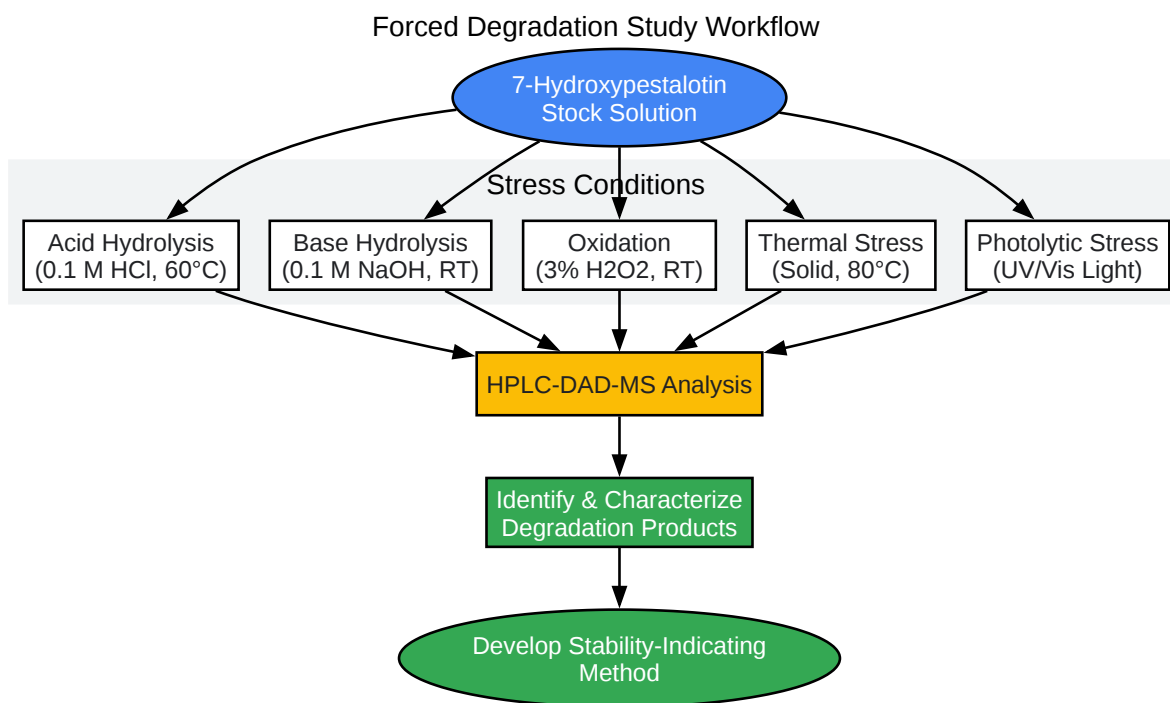 Forced Degradation Study Workflow
7-Hydroxypestalotin
Stock Solution
Stress Conditions
Acid Hydrolysis
(0.1 M HCl, 60°C)
Base Hydrolysis
(0.1 M NaOH, RT)
Oxidation
(3% H2O2, RT)
Thermal Stress
(Solid, 80°C)
Photolytic Stress
(UV/Vis Light)
HPLC-DAD-MS Analysis
Identify & Characterize
Degradation Products
Develop Stability-Indicating
Method